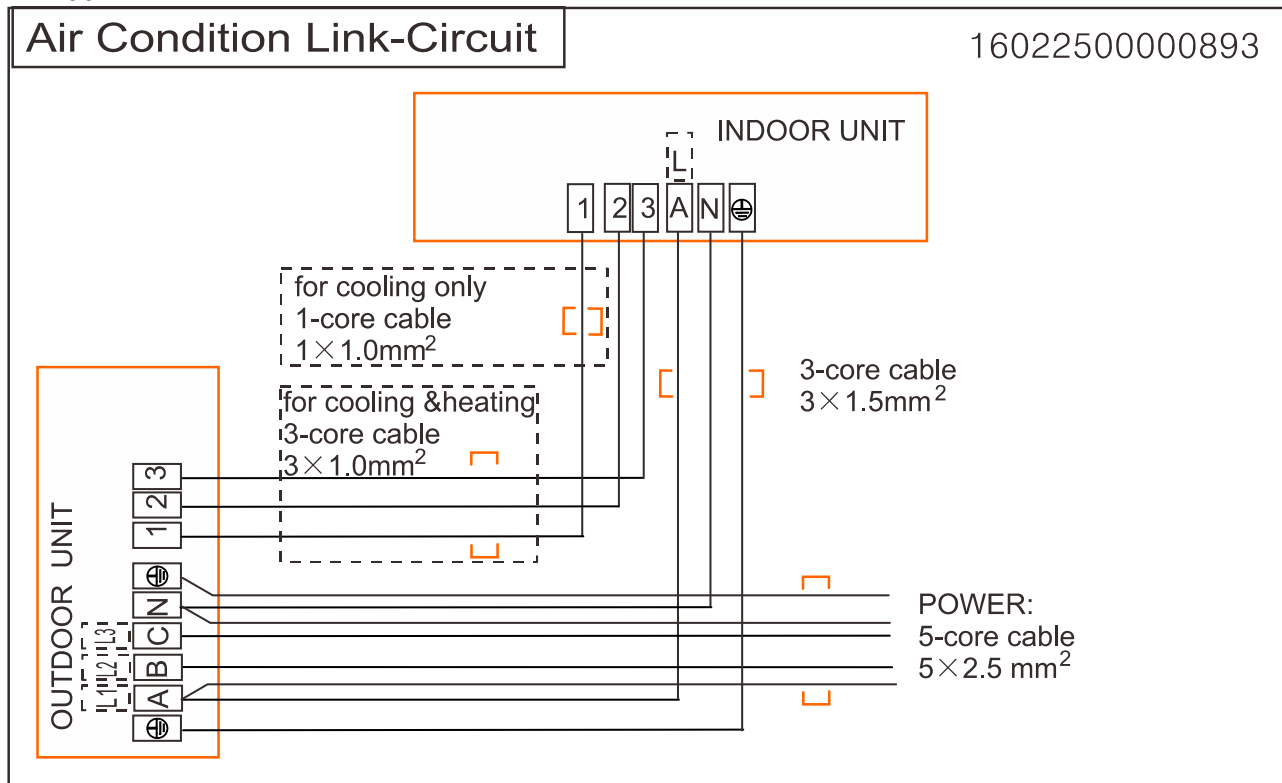 Air Condition Link-Circuit
16022500000893
INDOOR UNIT
L
1 2 3 A N
for cooling only
1-core cable
1×1.0mm²
3-core cable
3×1.5mm²
for cooling &heating
3-core cable
3×1.0mm²
OUTDOOR UNIT
3
2
1
N
L3 C
L2 B
L1 A
POWER:
5-core cable
5×2.5 mm²